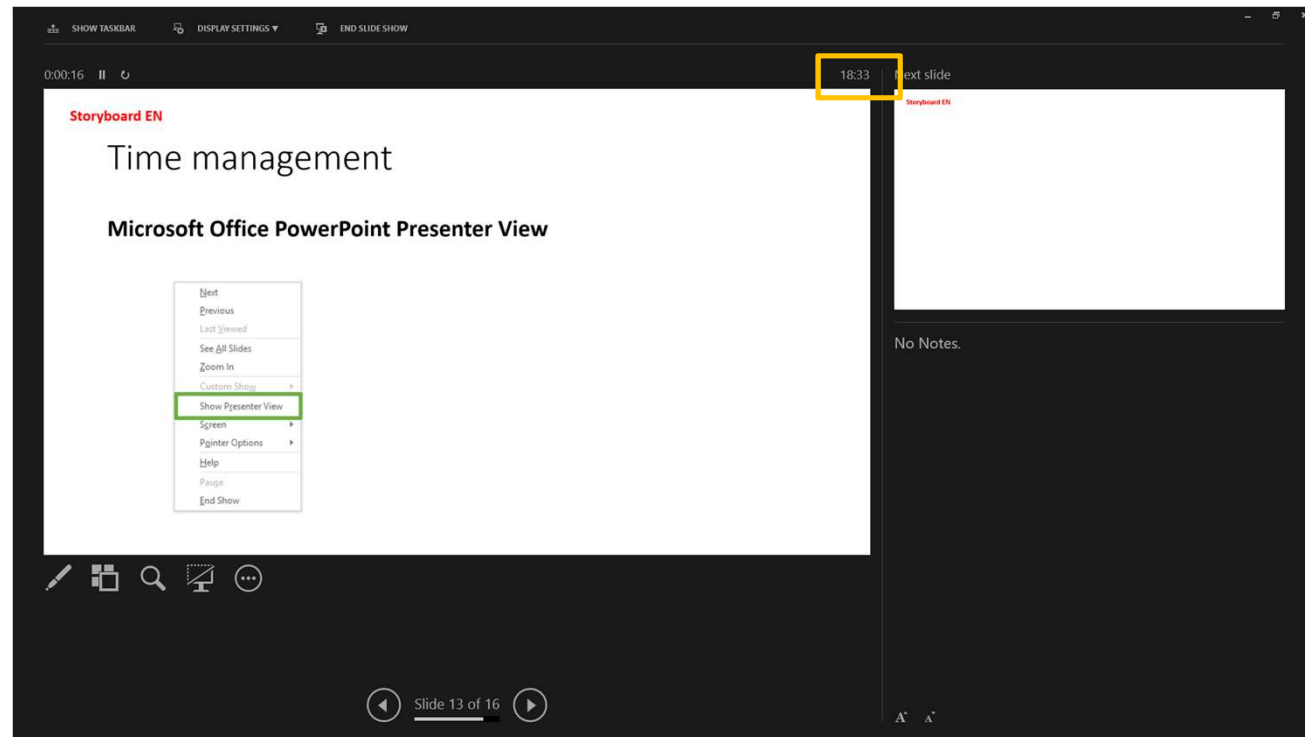 SHOW TASKBAR DISPLAY SETTINGS ▼ END SLIDE SHOW
0:00:16 18:33
Storyboard EN
Time management
Microsoft Office PowerPoint Presenter View
Next
Previous
Last Viewed
See All Slides
Zoom In
Custom Show
Show Presenter View
Screen
Pointer Options
Help
Pause
End Show
Slide 13 of 16
Next slide
Storyboard EN
No Notes.
A A